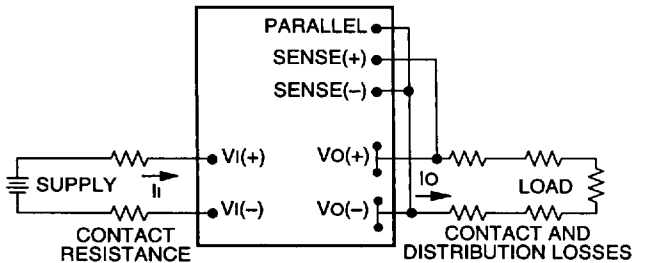 PARALLEL
SENSE(+)
SENSE(–)
VI(+)
VO(+)
SUPPLY
II
IO
LOAD
VI(–)
VO(–)
CONTACT
RESISTANCE
CONTACT AND
DISTRIBUTION LOSSES